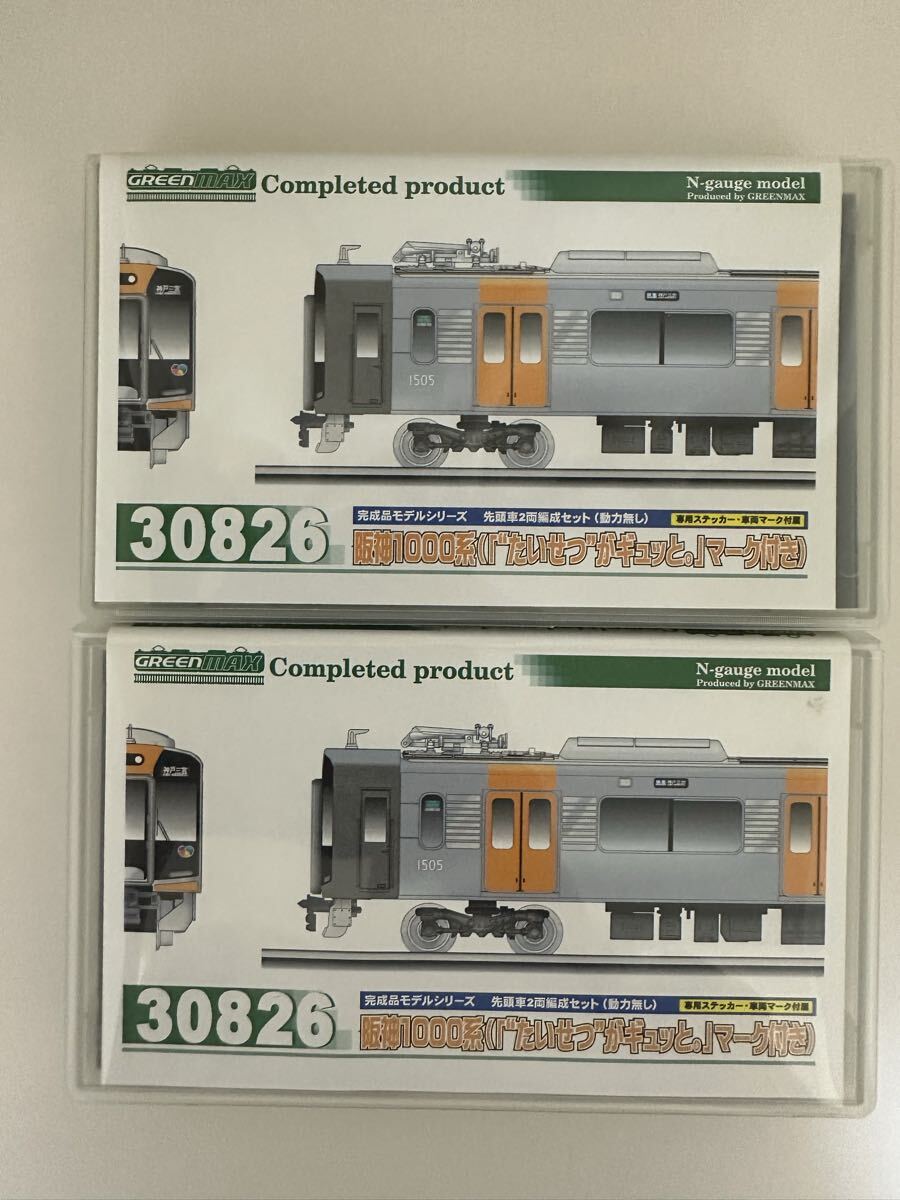 GREENMAX Completed product
N-gauge model
Produced by GREENMAX
神戸三宮
1505
30826
完成品モデルシリーズ 先頭車2両編成セット(動力無し)
専用ステッカー・車両マーク付属
阪神1000系(「“たいせつ”がギュッと。」マーク付き)
GREENMAX Completed product
N-gauge model
Produced by GREENMAX
神戸三宮
1505
30826
完成品モデルシリーズ 先頭車2両編成セット(動力無し)
専用ステッカー・車両マーク付属
阪神1000系(「“たいせつ”がギュッと。」マーク付き)